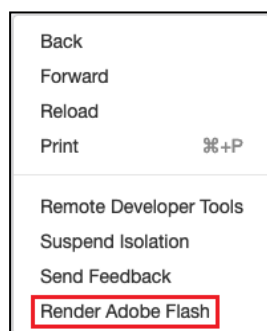 Back
Forward
Reload
Print ⌘+P
Remote Developer Tools
Suspend Isolation
Send Feedback
Render Adobe Flash